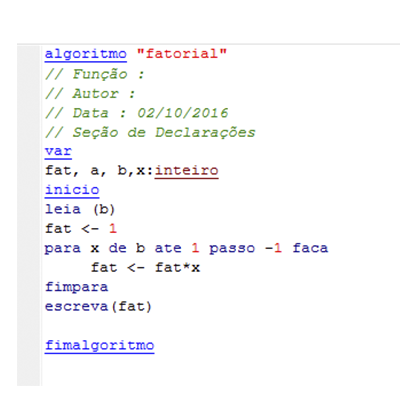 algoritmo "fatorial"
// Função :
// Autor :
// Data : 02/10/2016
// Seção de Declarações
var
fat, a, b,x:inteiro
inicio
leia (b)
fat <- 1
para x de b ate 1 passo -1 faca
fat <- fat*x
fimpara
escreva(fat)
fimalgoritmo